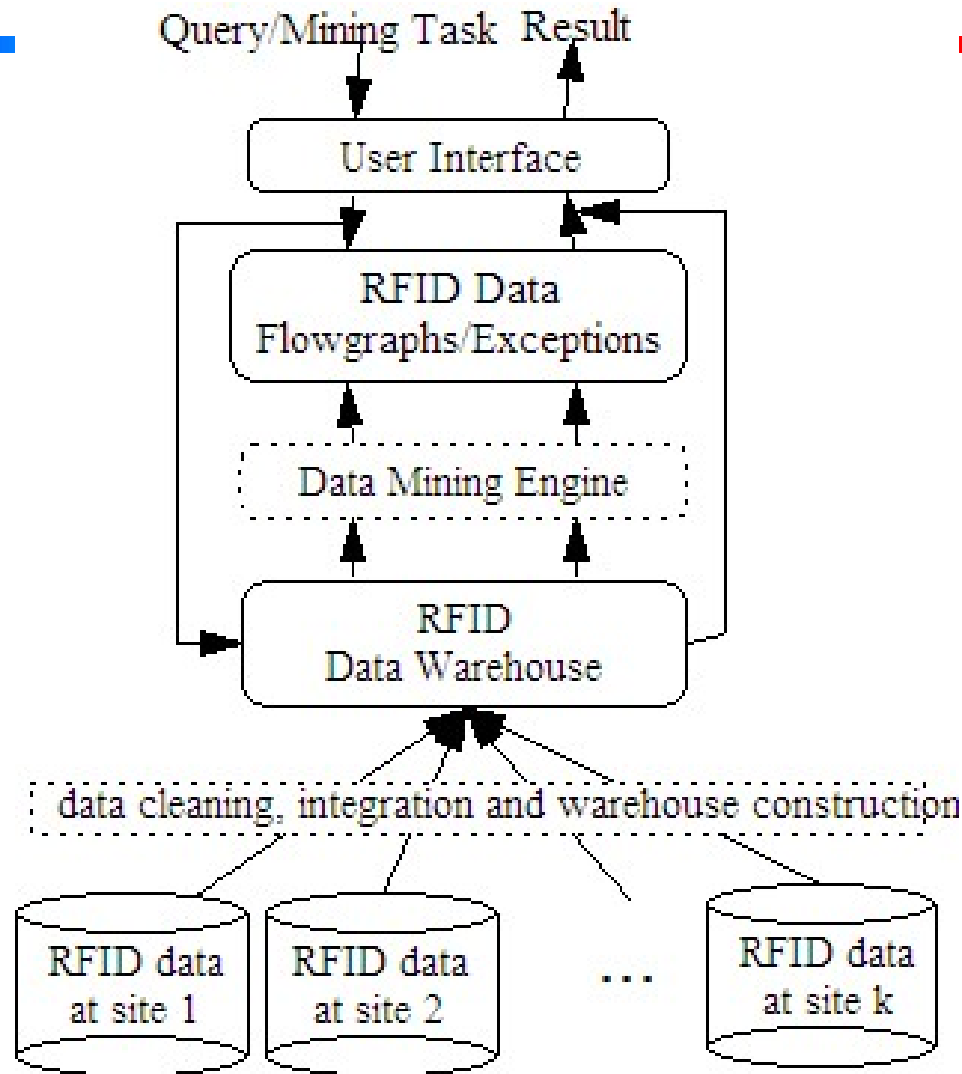 Query/Mining Task Result
User Interface
RFID Data
Flowgraphs/Exceptions
Data Mining Engine
RFID
Data Warehouse
data cleaning, integration and warehouse construction
RFID data
at site 1
RFID data
at site 2
...
RFID data
at site k